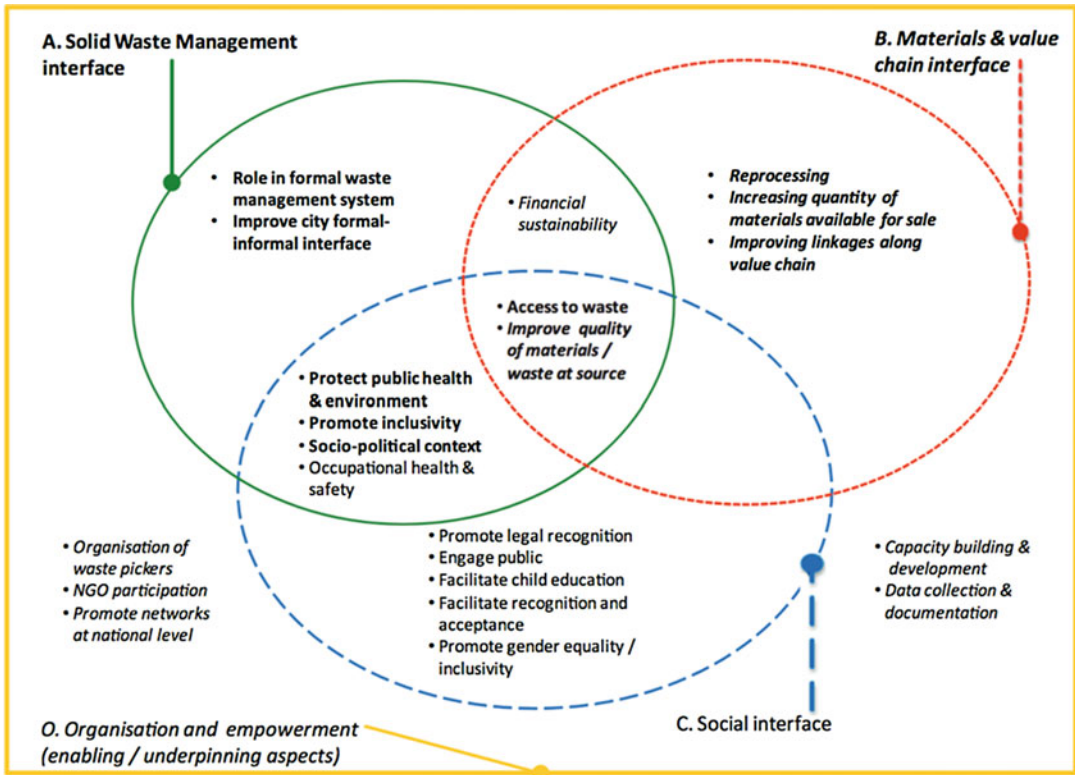 A. Solid Waste Management
interface
B. Materials & value
chain interface
• Role in formal waste
management system
• Improve city formal-
informal interface
• Financial
sustainability
• Reprocessing
• Increasing quantity of
materials available for sale
• Improving linkages along
value chain
• Access to waste
• Improve quality
of materials /
waste at source
• Protect public health
& environment
• Promote inclusivity
• Socio-political context
• Occupational health &
safety
• Organisation of
waste pickers
• NGO participation
• Promote networks
at national level
• Promote legal recognition
• Engage public
• Facilitate child education
• Facilitate recognition and
acceptance
• Promote gender equality /
inclusivity
• Capacity building &
development
• Data collection &
documentation
O. Organisation and empowerment
(enabling / underpinning aspects)
C. Social interface